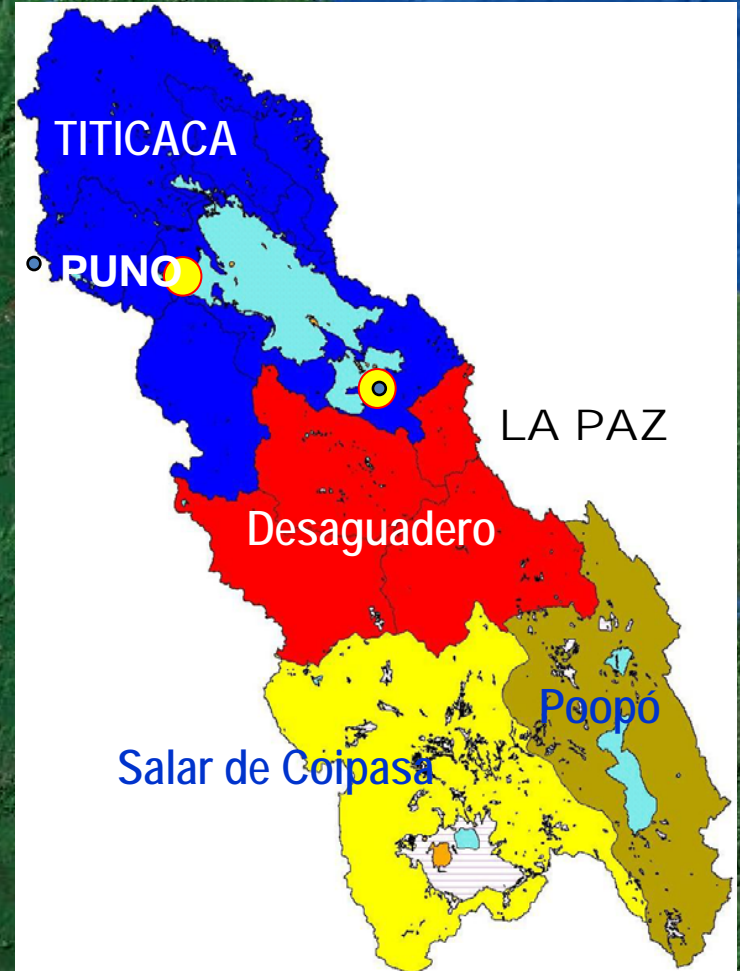 TITICACA
PUNO
LA PAZ
Desaguadero
Poopó
Salar de Coipasa